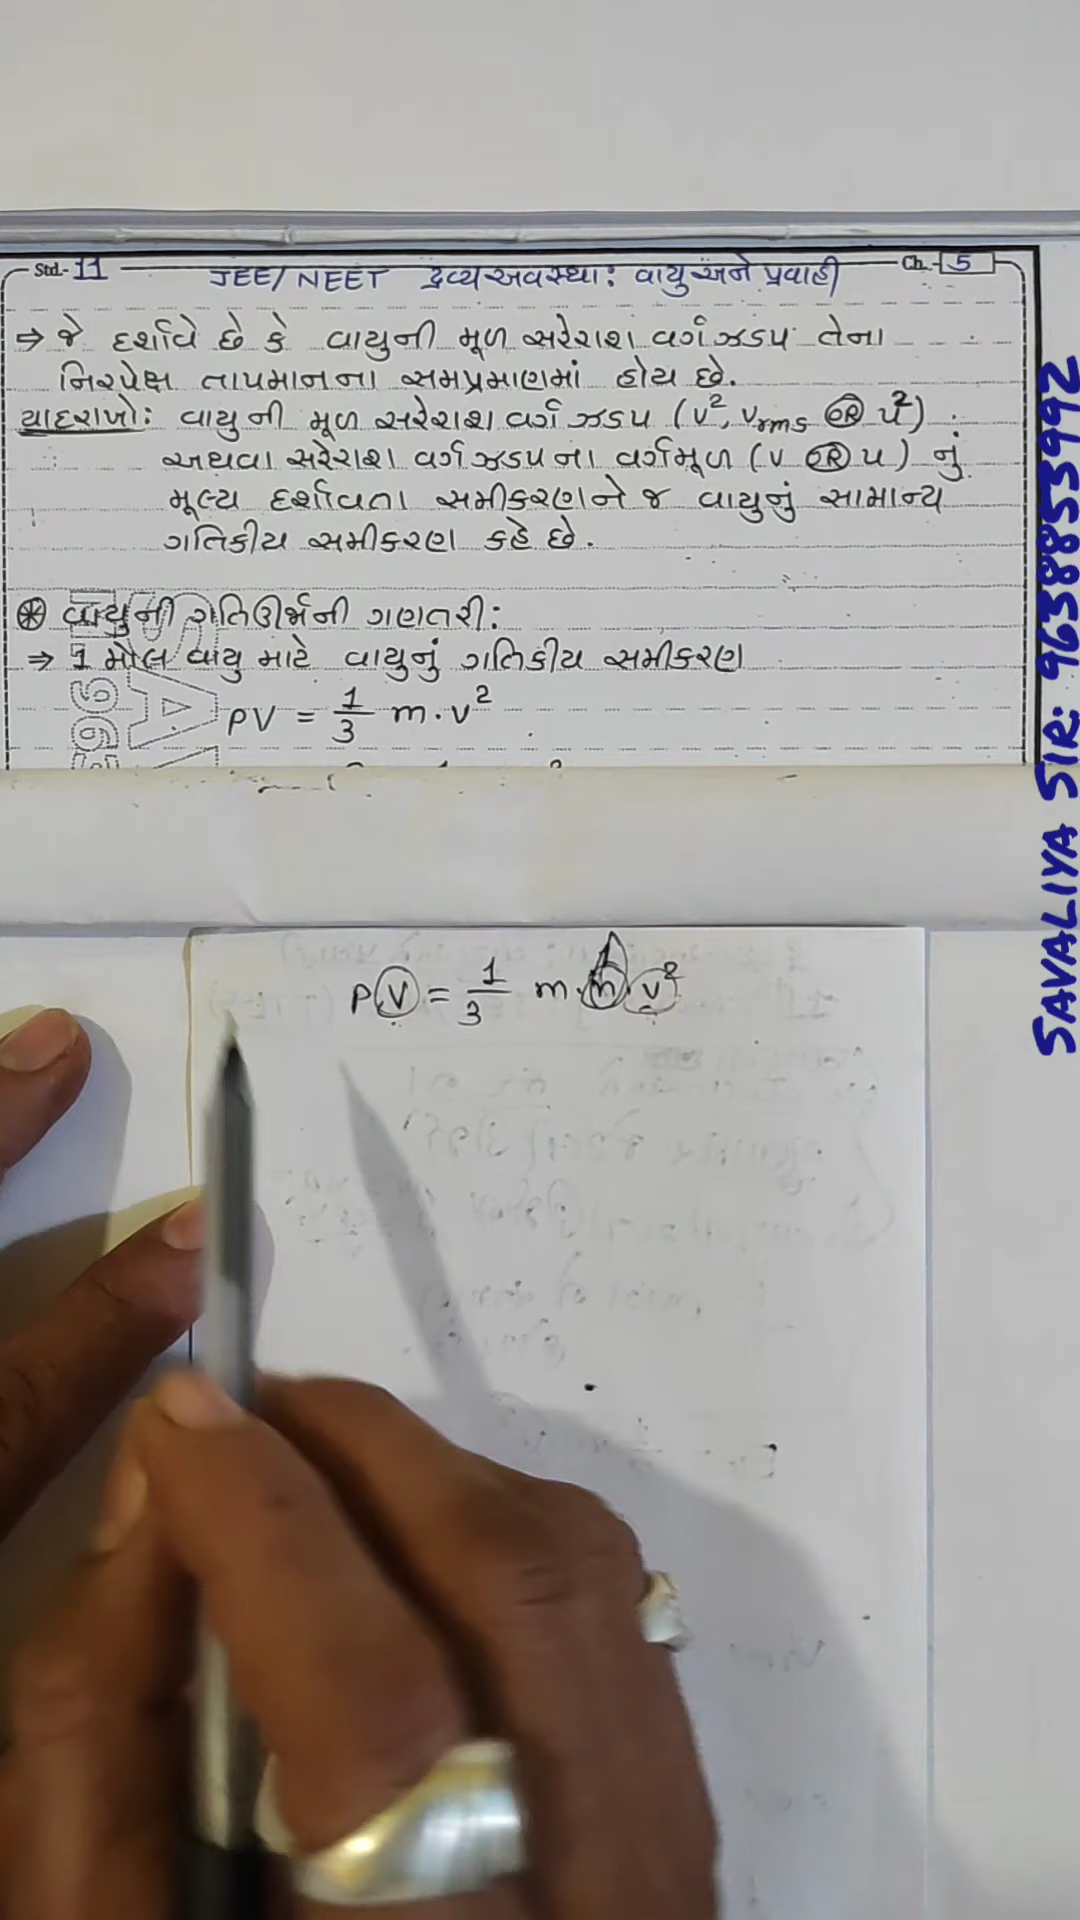 Std.-11 JEE/NEET દ્રવ્યઅવસ્થા: વાયુ અને પ્રવાહી Ch.-5
⇒ જે દર્શાવે છે કે વાયુની મૂળ સરેરાશ વર્ગ ઝડપ તેના
નિરપેક્ષ તાપમાનના સમપ્રમાણમાં હોય છે.
યાદરાખો: વાયુની મૂળ સરેરાશ વર્ગ ઝડપ (v², vrms OR u²)
અથવા સરેરાશ વર્ગ ઝડપના વર્ગમૂળ (v OR u) નું
મૂલ્ય દર્શાવતા સમીકરણને જ વાયુનું સામાન્ય
ગતિકીય સમીકરણ કહે છે.
* વાયુની ગતિઊર્જાની ગણતરી:
⇒ 1 મોલ વાયુ માટે વાયુનું ગતિકીય સમીકરણ
PV = 1/3 m·v²
PV = 1/3 m·n v²
1
SAVALIYA SIR: 9638853992